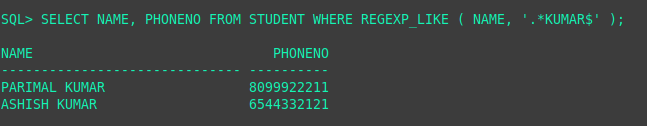 SQL> SELECT NAME, PHONENO FROM STUDENT WHERE REGEXP_LIKE ( NAME, '.*KUMAR$' );
NAME                              PHONENO
------------------------------ ----------
PARIMAL KUMAR                  8099922211
ASHISH KUMAR                   6544332121